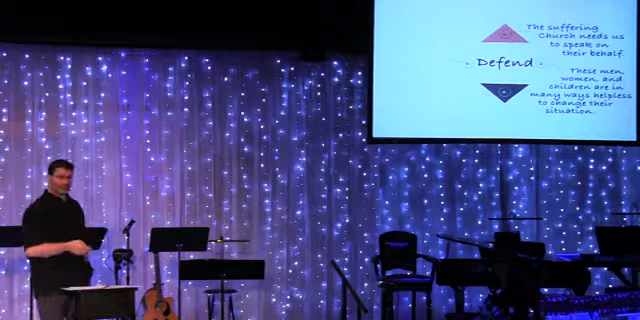 The suffering
Church needs us
to speak on
their behalf.
Defend
These men,
women, and
children are in
many ways helpless
to change their
situation.